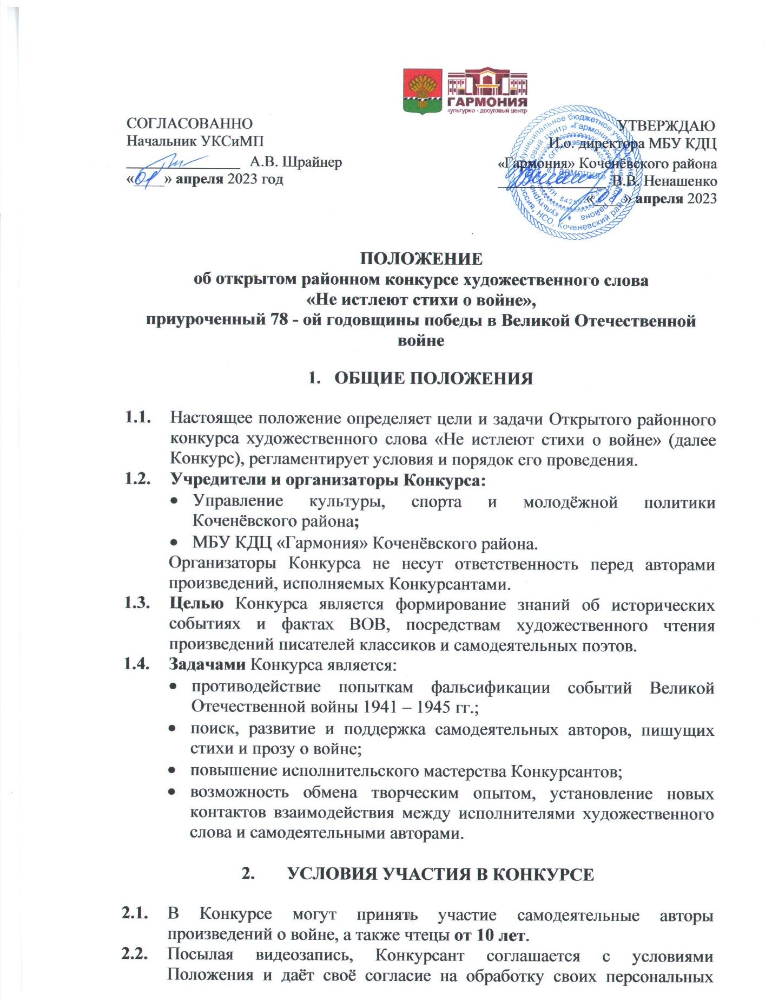 ГАРМОНИЯ
культурно - досуговый центр
СОГЛАСОВАННО
Начальник УКСиМП
А.В. Шрайнер
«01» апреля 2023 год
УТВЕРЖДАЮ
И.о. директора МБУ КДЦ
«Гармония» Коченёвского района
В.В. Ненашенко
« » апреля 2023
ПОЛОЖЕНИЕ
об открытом районном конкурсе художественного слова
«Не истлеют стихи о войне»,
приуроченный 78 - ой годовщины победы в Великой Отечественной
войне
1. ОБЩИЕ ПОЛОЖЕНИЯ
1.1. Настоящее положение определяет цели и задачи Открытого районного
конкурса художественного слова «Не истлеют стихи о войне» (далее
Конкурс), регламентирует условия и порядок его проведения.
1.2. Учредители и организаторы Конкурса:
• Управление культуры, спорта и молодёжной политики
Коченёвского района;
• МБУ КДЦ «Гармония» Коченёвского района.
Организаторы Конкурса не несут ответственность перед авторами
произведений, исполняемых Конкурсантами.
1.3. Целью Конкурса является формирование знаний об исторических
событиях и фактах ВОВ, посредствам художественного чтения
произведений писателей классиков и самодеятельных поэтов.
1.4. Задачами Конкурса является:
• противодействие попыткам фальсификации событий Великой
Отечественной войны 1941 – 1945 гг.;
• поиск, развитие и поддержка самодеятельных авторов, пишущих
стихи и прозу о войне;
• повышение исполнительского мастерства Конкурсантов;
• возможность обмена творческим опытом, установление новых
контактов взаимодействия между исполнителями художественного
слова и самодеятельными авторами.
2. УСЛОВИЯ УЧАСТИЯ В КОНКУРСЕ
2.1. В Конкурсе могут принять участие самодеятельные авторы
произведений о войне, а также чтецы от 10 лет.
2.2. Посылая видеозапись, Конкурсант соглашается с условиями
Положения и даёт своё согласие на обработку своих персональных